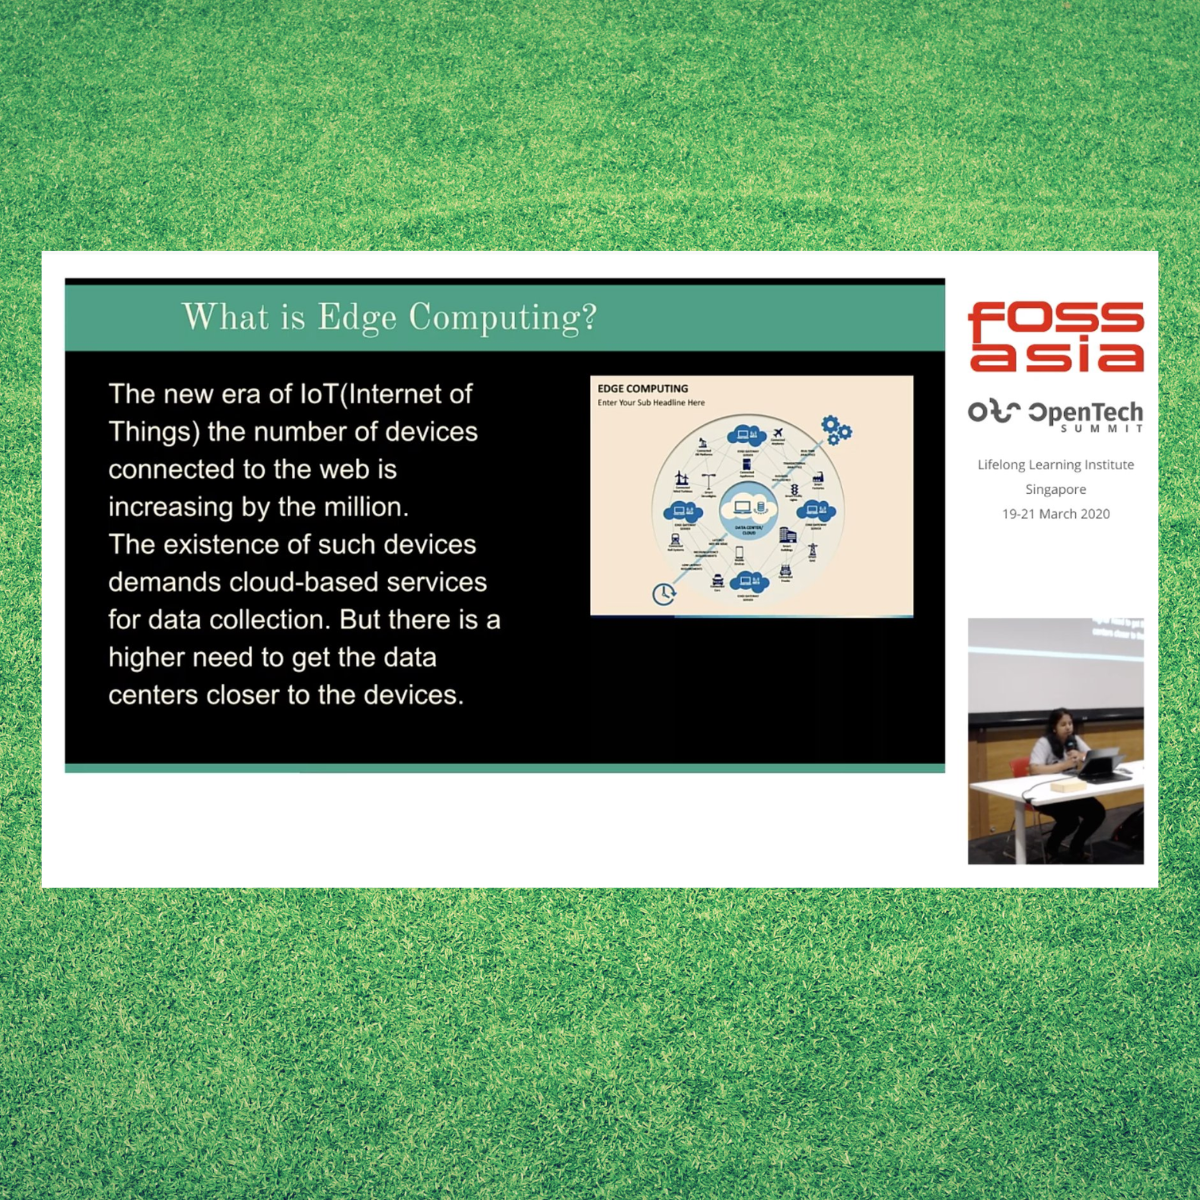 What is Edge Computing?
The new era of IoT(Internet of
Things) the number of devices
connected to the web is
increasing by the million.
The existence of such devices
demands cloud-based services
for data collection. But there is a
higher need to get the data
centers closer to the devices.
EDGE COMPUTING
Enter Your Sub Headline Here
DATA CENTER/
CLOUD
foss
asia
OpenTech
SUMMIT
Lifelong Learning Institute
Singapore
19-21 March 2020